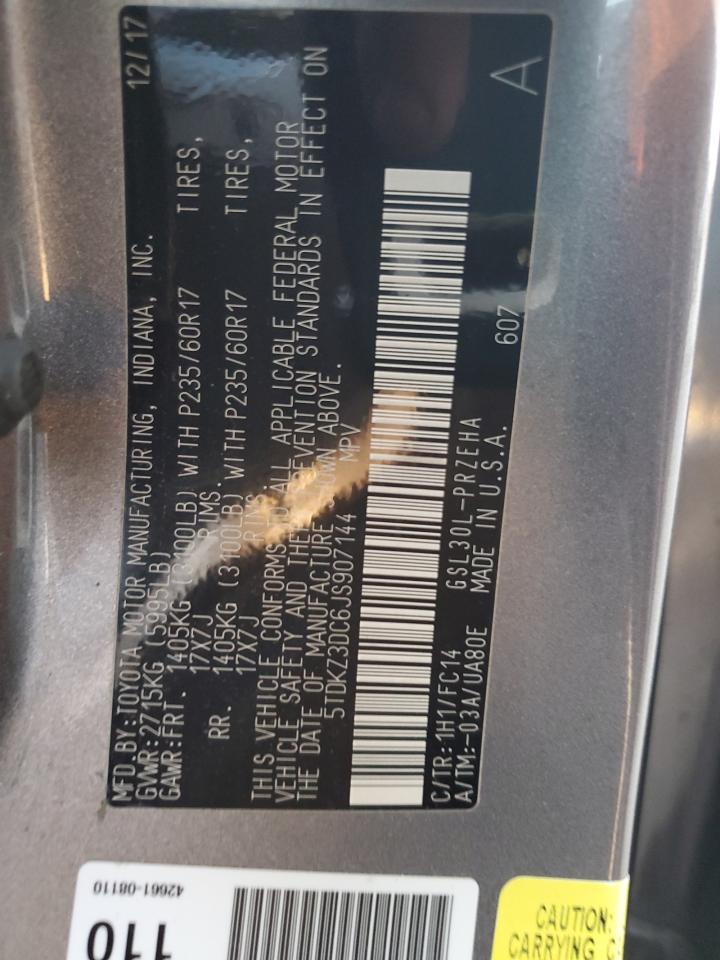 MFD.BY:TOYOTA MOTOR MANUFACTURING, INDIANA, INC. 12/17
GVWR:2715KG (5995LB)
GAWR:FRT. 1405KG (3100LB) WITH P235/60R17 TIRES,
17X7J RIMS.
RR. 1405KG (3100LB) WITH P235/60R17 TIRES,
17X7J RIMS
THIS VEHICLE CONFORMS TO ALL APPLICABLE FEDERAL MOTOR
VEHICLE SAFETY AND THEFT PREVENTION STANDARDS IN EFFECT ON
THE DATE OF MANUFACTURE SHOWN ABOVE.
5TDKZ3DC6JS907144 MPV
A
C/TR:1H1/FC14 GSL30L-PRZEHA
A/TM:-03A/UA80E MADE IN U.S.A. 607
42661-08110
110
CAUTION:
CARRYING